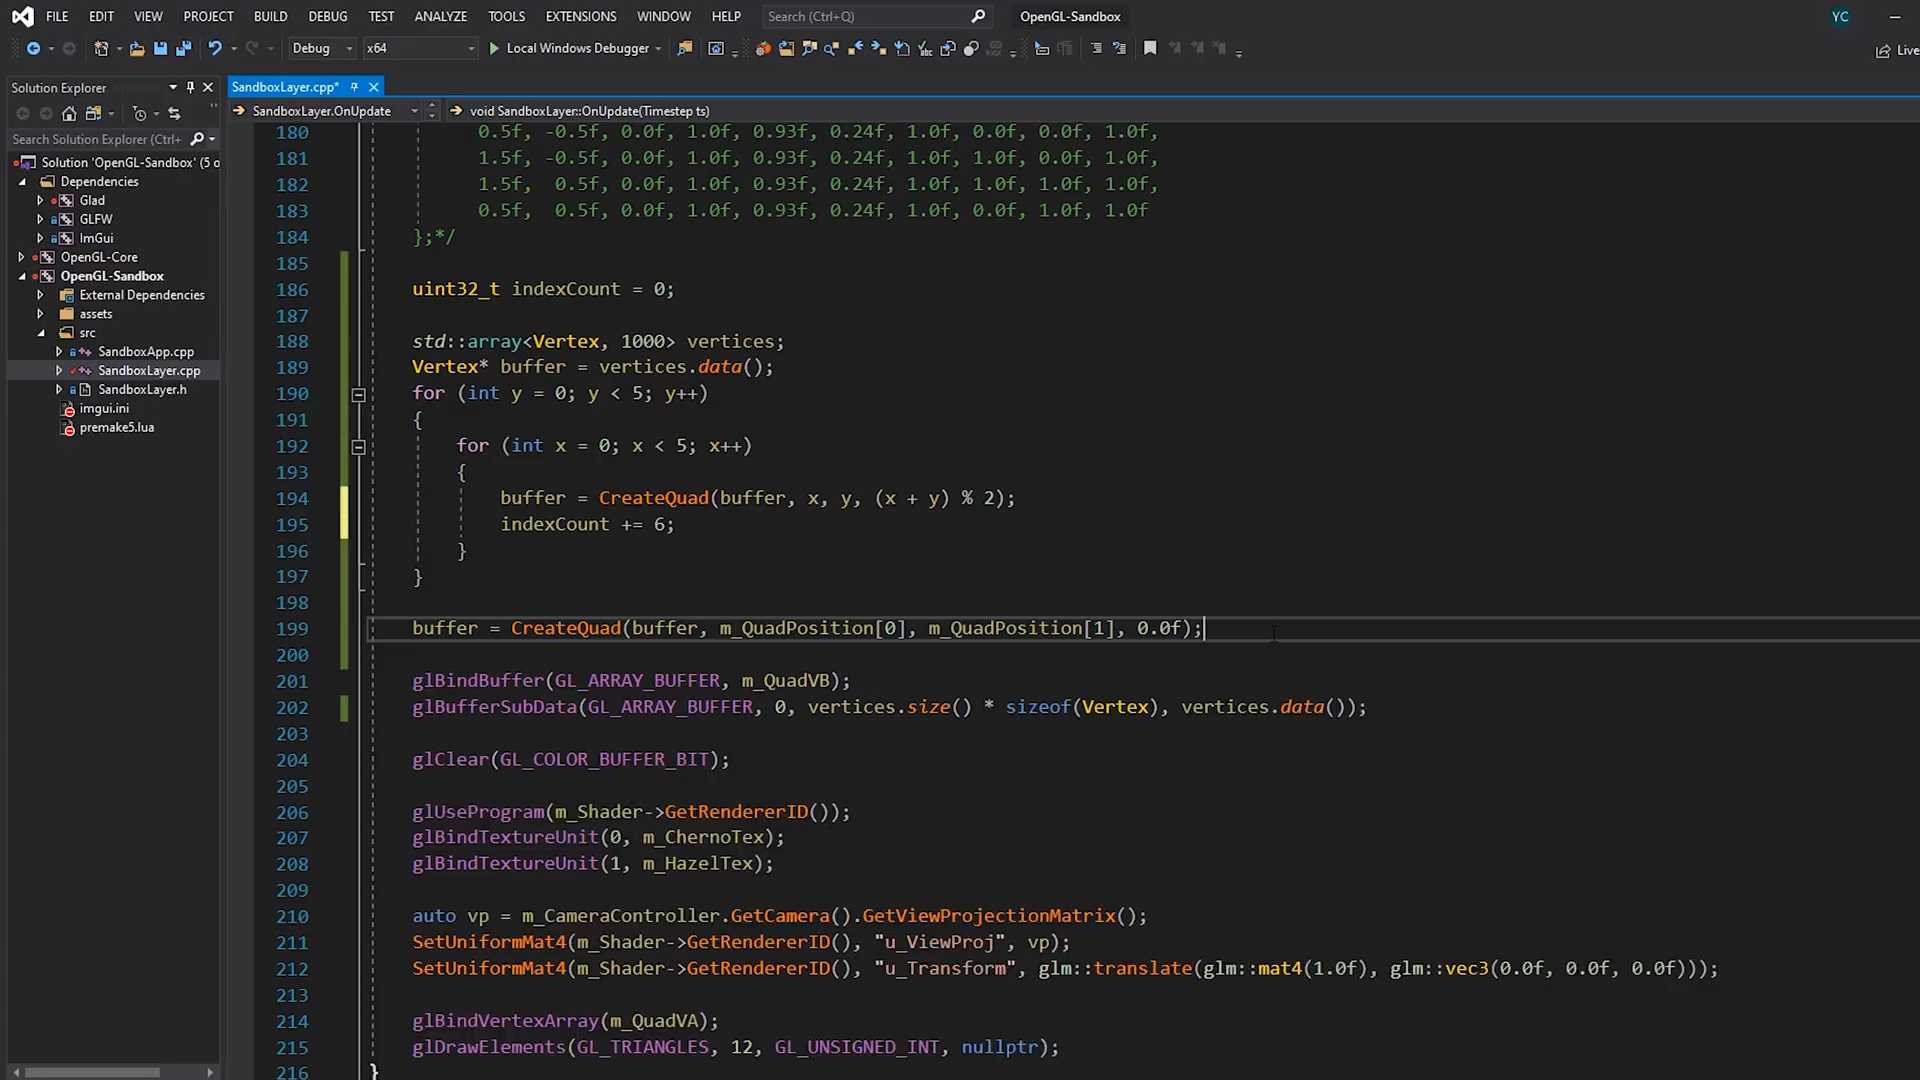 FILE EDIT VIEW PROJECT BUILD DEBUG TEST ANALYZE TOOLS EXTENSIONS WINDOW HELP Search (Ctrl+Q) OpenGL-Sandbox YC
Debug x64 Local Windows Debugger Live
Solution Explorer
Search Solution Explorer (Ctrl+
Solution 'OpenGL-Sandbox' (5 o
Dependencies
Glad
GLFW
ImGui
OpenGL-Core
OpenGL-Sandbox
External Dependencies
assets
src
SandboxApp.cpp
SandboxLayer.cpp
SandboxLayer.h
imgui.ini
premake5.lua
SandboxLayer.cpp*
SandboxLayer.OnUpdate void SandboxLayer::OnUpdate(Timestep ts)
180 0.5f, -0.5f, 0.0f, 1.0f, 0.93f, 0.24f, 1.0f, 0.0f, 0.0f, 1.0f,
181 1.5f, -0.5f, 0.0f, 1.0f, 0.93f, 0.24f, 1.0f, 1.0f, 0.0f, 1.0f,
182 1.5f, 0.5f, 0.0f, 1.0f, 0.93f, 0.24f, 1.0f, 1.0f, 1.0f, 1.0f,
183 0.5f, 0.5f, 0.0f, 1.0f, 0.93f, 0.24f, 1.0f, 0.0f, 1.0f, 1.0f
184 };*/
185
186 uint32_t indexCount = 0;
187
188 std::array<Vertex, 1000> vertices;
189 Vertex* buffer = vertices.data();
190 for (int y = 0; y < 5; y++)
191 {
192 for (int x = 0; x < 5; x++)
193 {
194 buffer = CreateQuad(buffer, x, y, (x + y) % 2);
195 indexCount += 6;
196 }
197 }
198
199 buffer = CreateQuad(buffer, m_QuadPosition[0], m_QuadPosition[1], 0.0f);
200
201 glBindBuffer(GL_ARRAY_BUFFER, m_QuadVB);
202 glBufferSubData(GL_ARRAY_BUFFER, 0, vertices.size() * sizeof(Vertex), vertices.data());
203
204 glClear(GL_COLOR_BUFFER_BIT);
205
206 glUseProgram(m_Shader->GetRendererID());
207 glBindTextureUnit(0, m_ChernoTex);
208 glBindTextureUnit(1, m_HazelTex);
209
210 auto vp = m_CameraController.GetCamera().GetViewProjectionMatrix();
211 SetUniformMat4(m_Shader->GetRendererID(), "u_ViewProj", vp);
212 SetUniformMat4(m_Shader->GetRendererID(), "u_Transform", glm::translate(glm::mat4(1.0f), glm::vec3(0.0f, 0.0f, 0.0f)));
213
214 glBindVertexArray(m_QuadVA);
215 glDrawElements(GL_TRIANGLES, 12, GL_UNSIGNED_INT, nullptr);
216 }